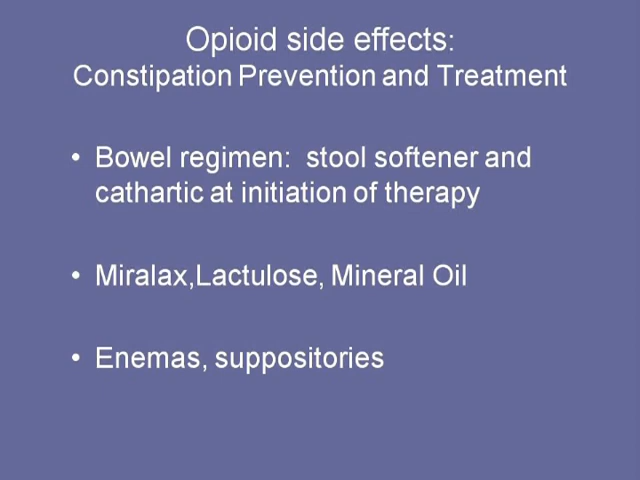 Opioid side effects:
Constipation Prevention and Treatment
• Bowel regimen:  stool softener and
cathartic at initiation of therapy
• Miralax,Lactulose, Mineral Oil
• Enemas, suppositories